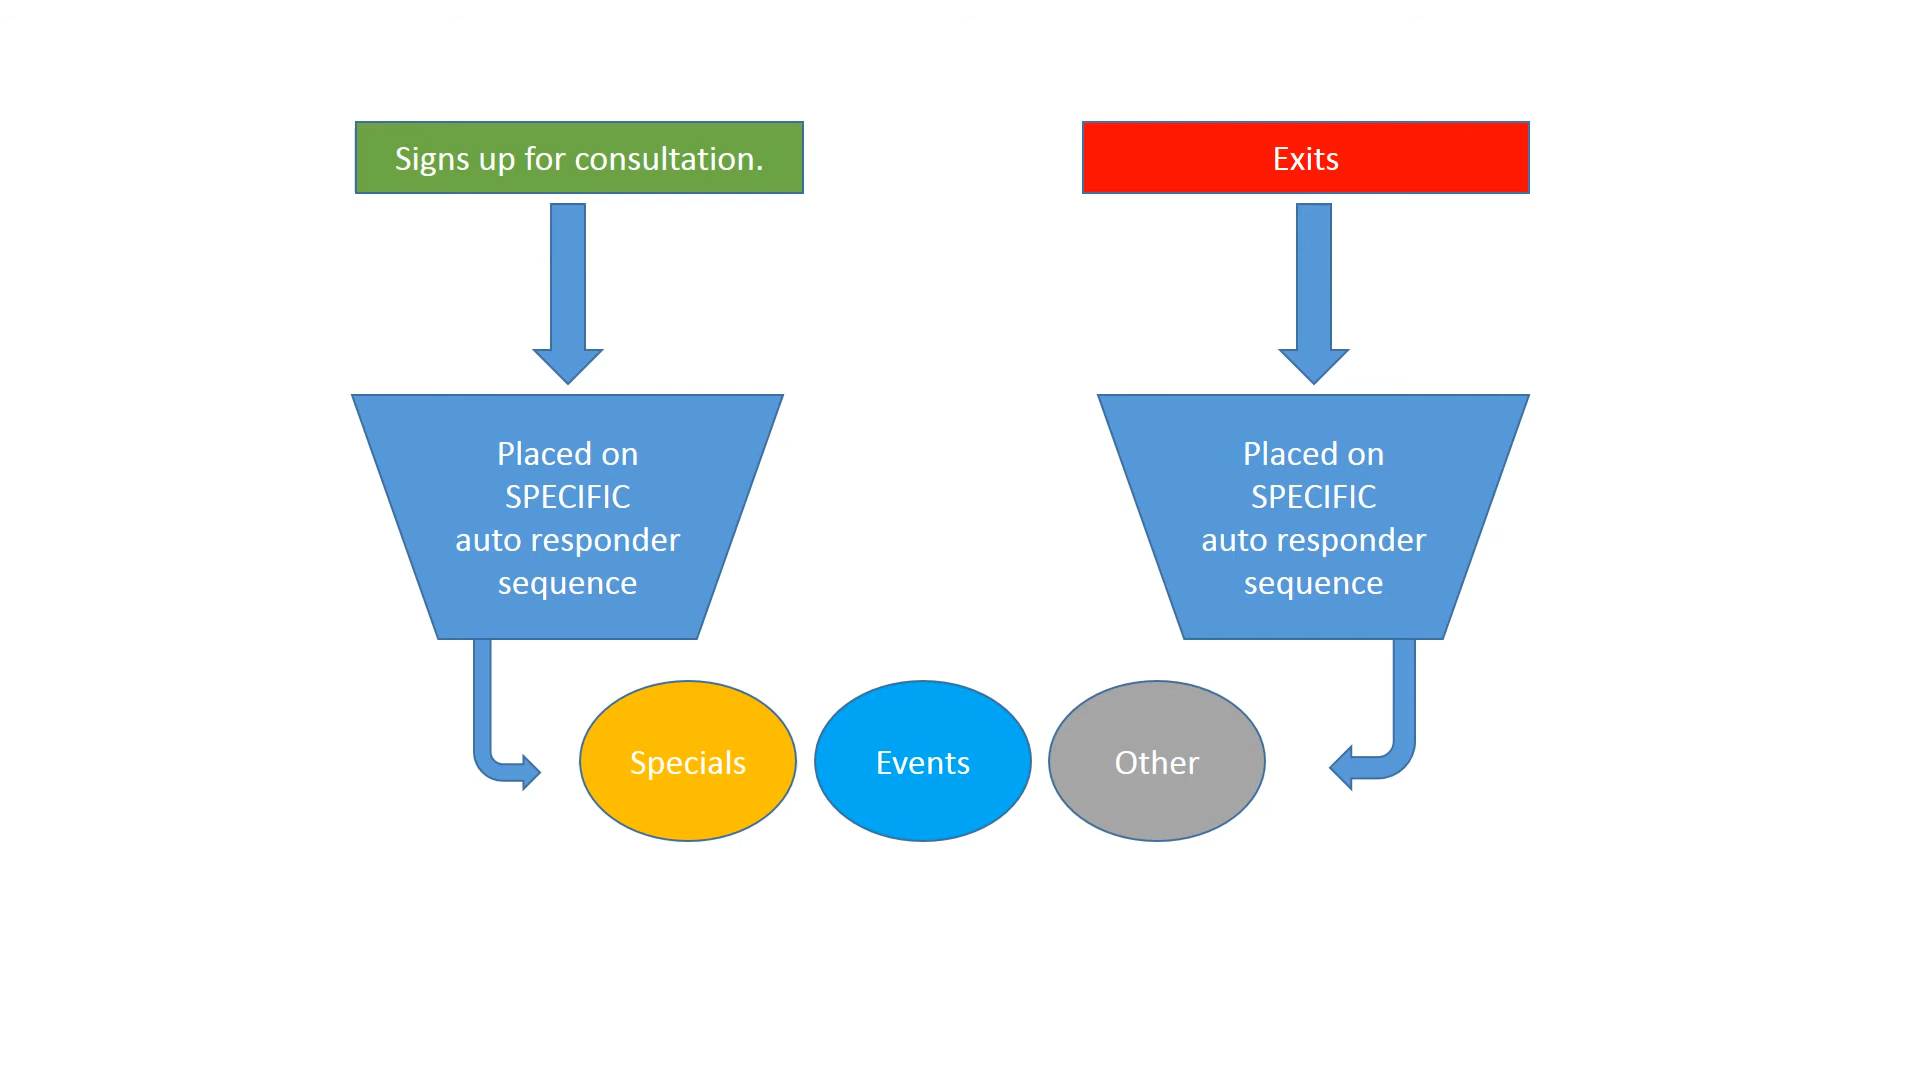 Signs up for consultation.
Exits
Placed on
SPECIFIC
auto responder
sequence
Placed on
SPECIFIC
auto responder
sequence
Specials
Events
Other